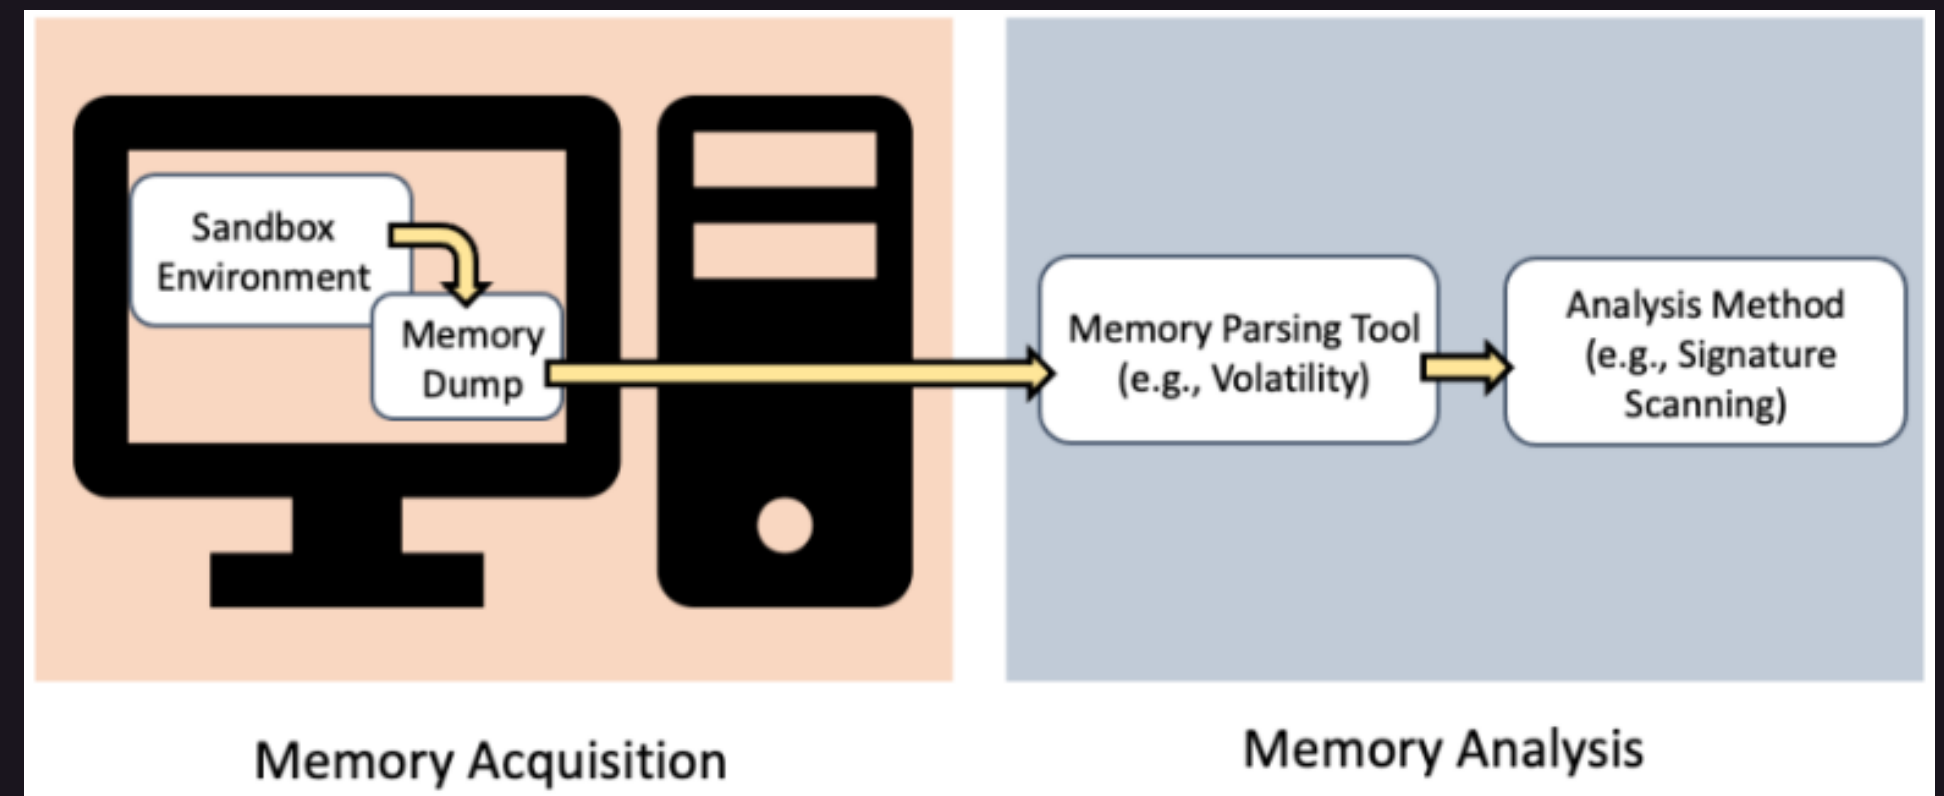 Sandbox
Environment
Memory
Dump
Memory Parsing Tool
(e.g., Volatility)
Analysis Method
(e.g., Signature
Scanning)
Memory Acquisition
Memory Analysis